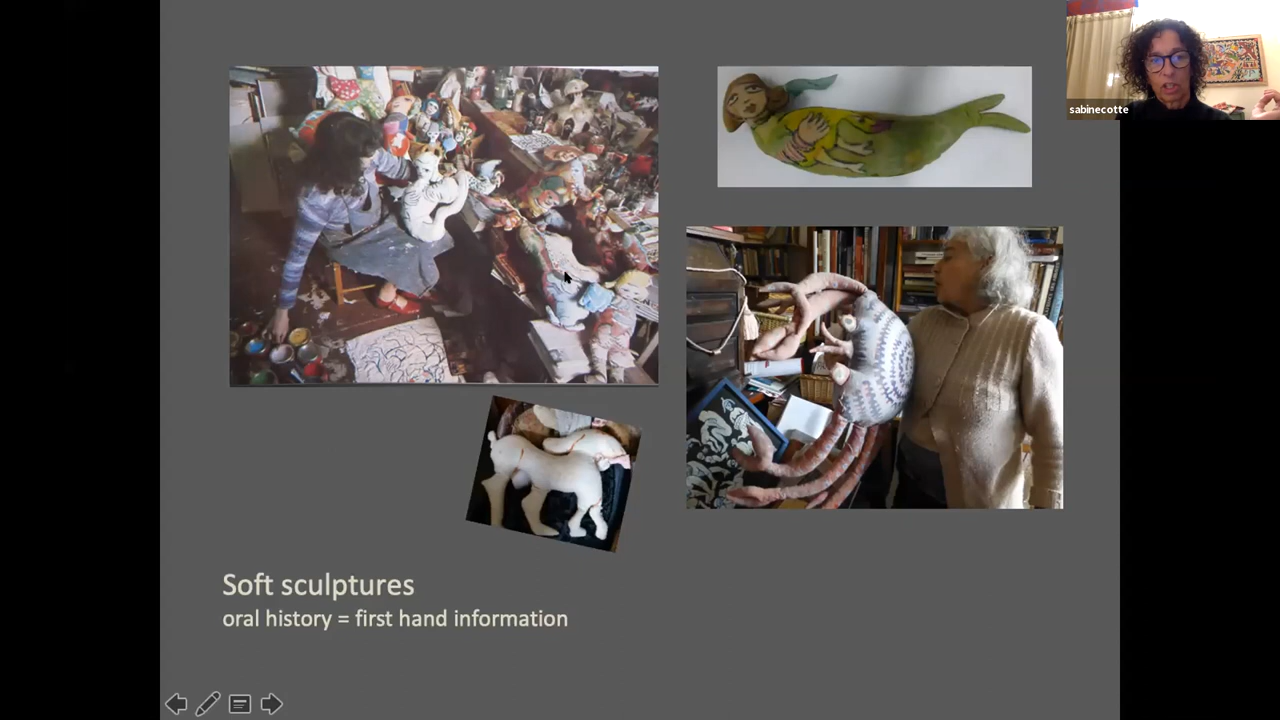 sabinecotte
Soft sculptures
oral history = first hand information